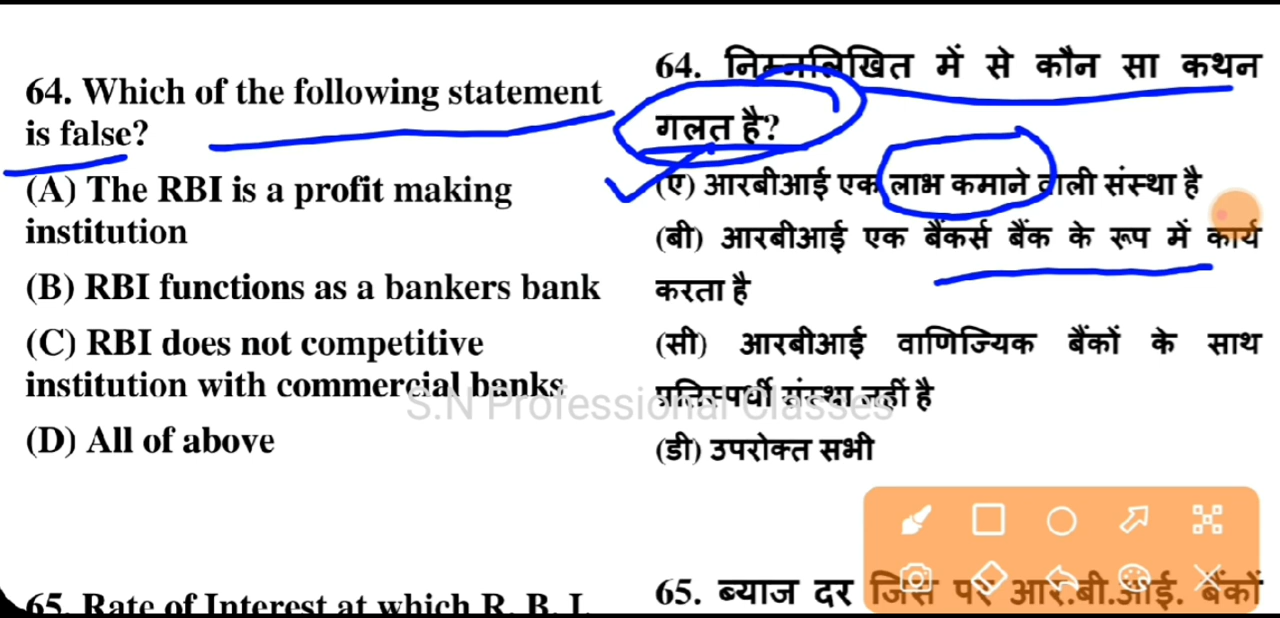 64. Which of the following statement
is false?
(A) The RBI is a profit making
institution
(B) RBI functions as a bankers bank
(C) RBI does not competitive
institution with commercial banks
(D) All of above
65. Rate of Interest at which R. B. I.
64. निम्नलिखित में से कौन सा कथन
गलत है?
(ए) आरबीआई एक लाभ कमाने वाली संस्था है
(बी) आरबीआई एक बैंकर्स बैंक के रूप में कार्य
करता है
(सी) आरबीआई वाणिज्यिक बैंकों के साथ
प्रतिस्पर्धी संस्था नहीं है
(डी) उपरोक्त सभी
65. ब्याज दर जिस पर आर.बी.आई. बैंकों
S.N Professional Classes